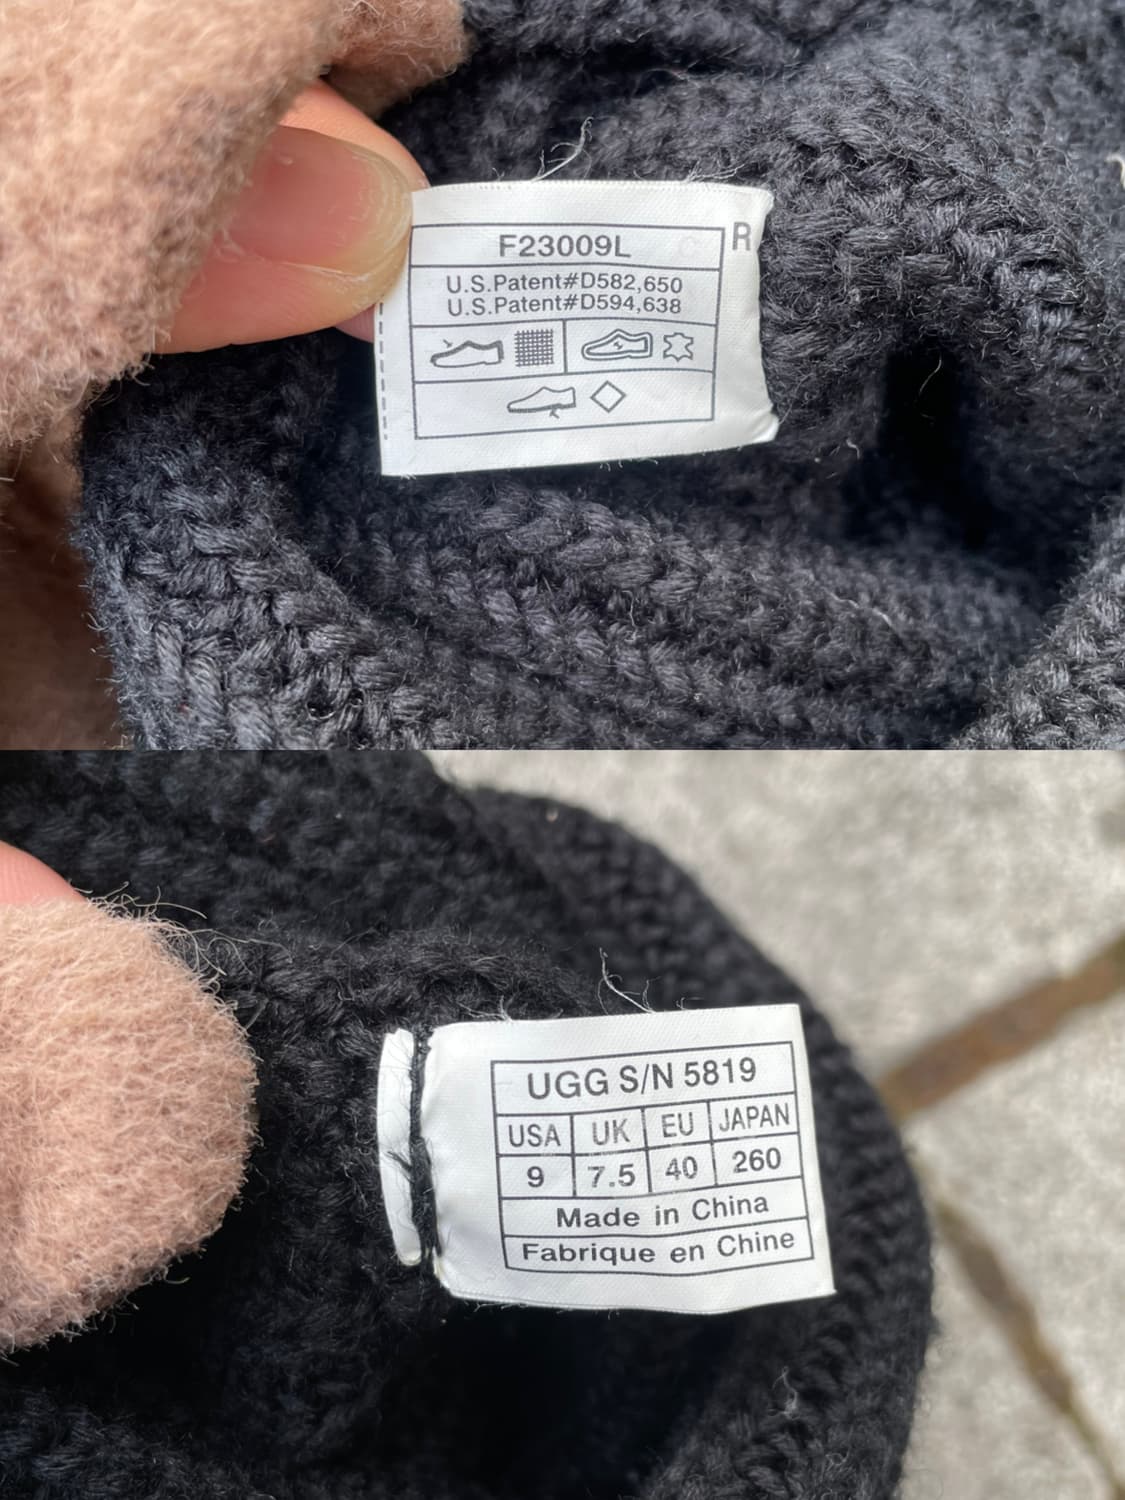 F23009L
R
U.S.Patent#D582,650
U.S.Patent#D594,638
UGG S/N 5819
USA UK EU JAPAN
9 7.5 40 260
Made in China
Fabrique en Chine